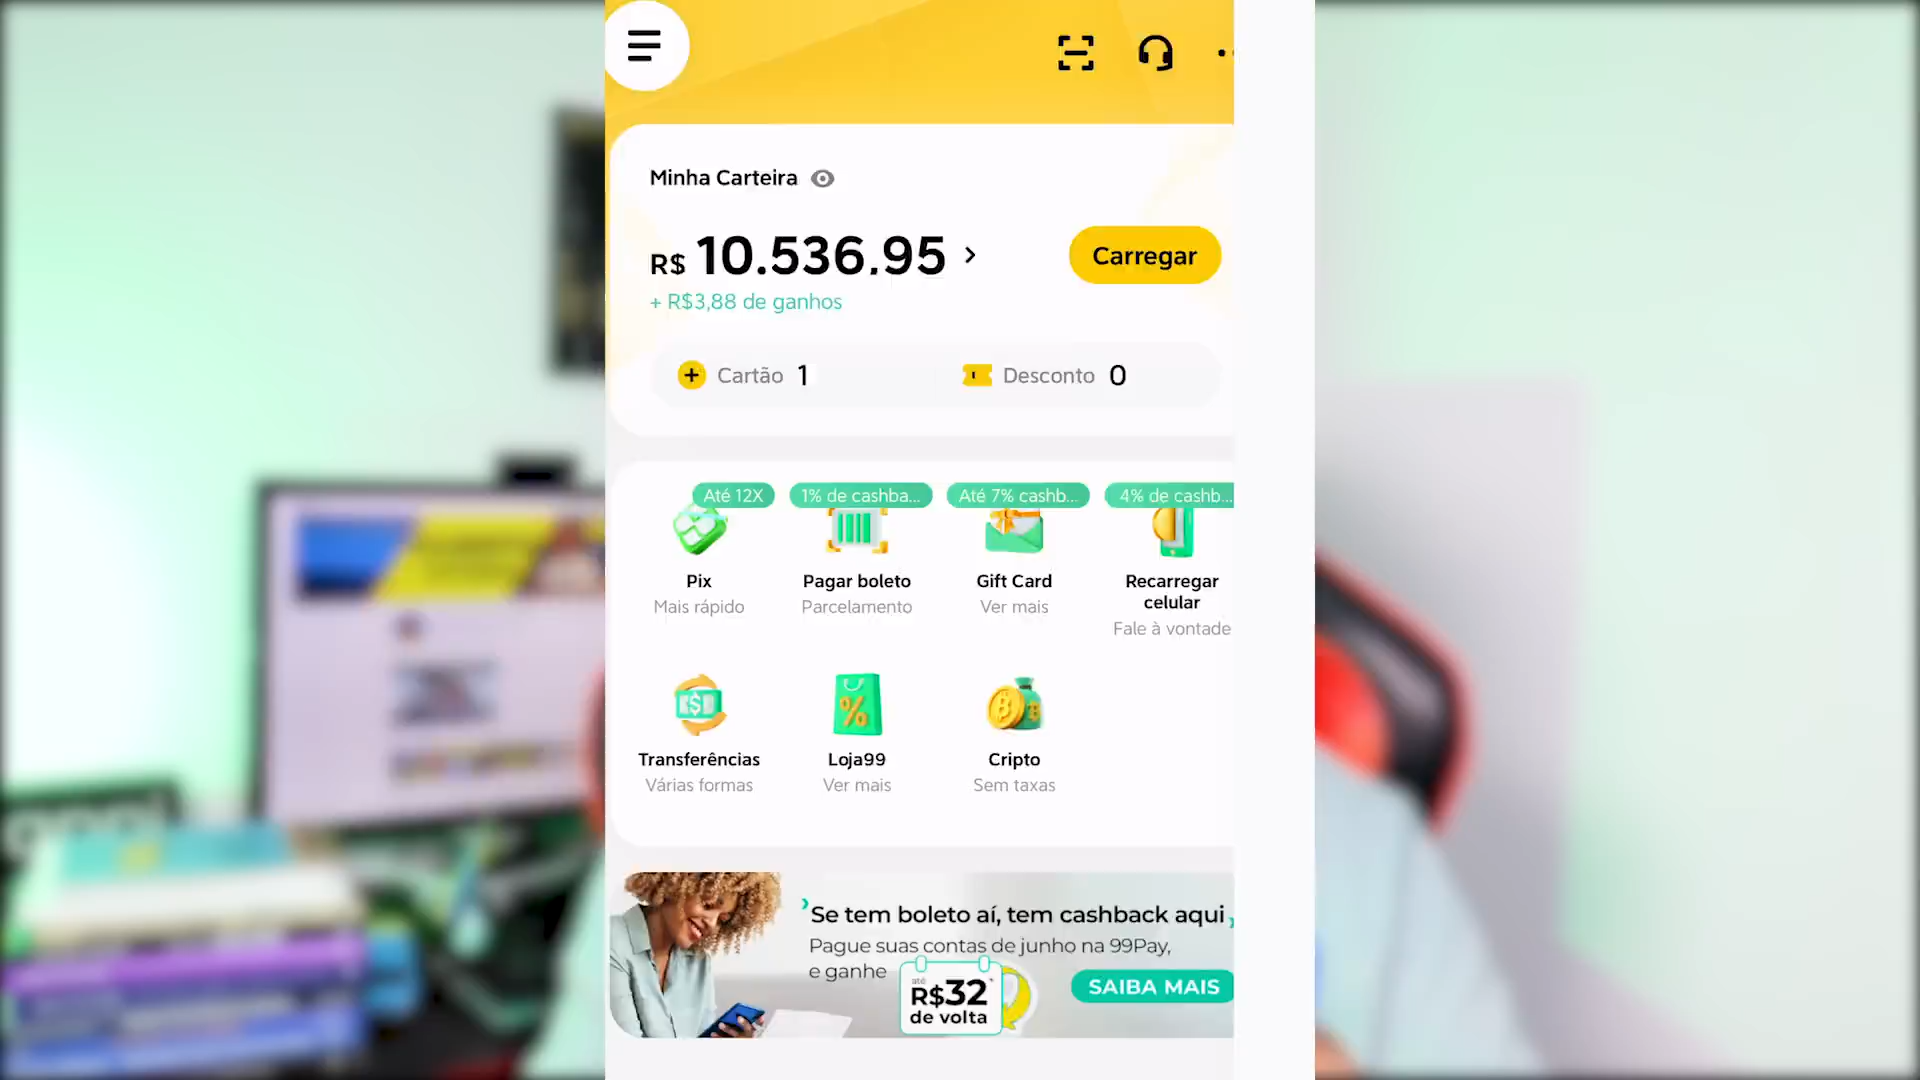 Minha Carteira
R$ 10.536,95
Carregar
+ R$3,88 de ganhos
Cartão 1
Desconto 0
Até 12X
1% de cashba...
Até 7% cashb...
4% de cashb...
Pix
Mais rápido
Pagar boleto
Parcelamento
Gift Card
Ver mais
Recarregar
celular
Fale à vontade
Transferências
Várias formas
Loja99
Ver mais
Cripto
Sem taxas
Se tem boleto aí, tem cashback aqui
Pague suas contas de junho na 99Pay,
e ganhe
até
R$32*
de volta
SAIBA MAIS